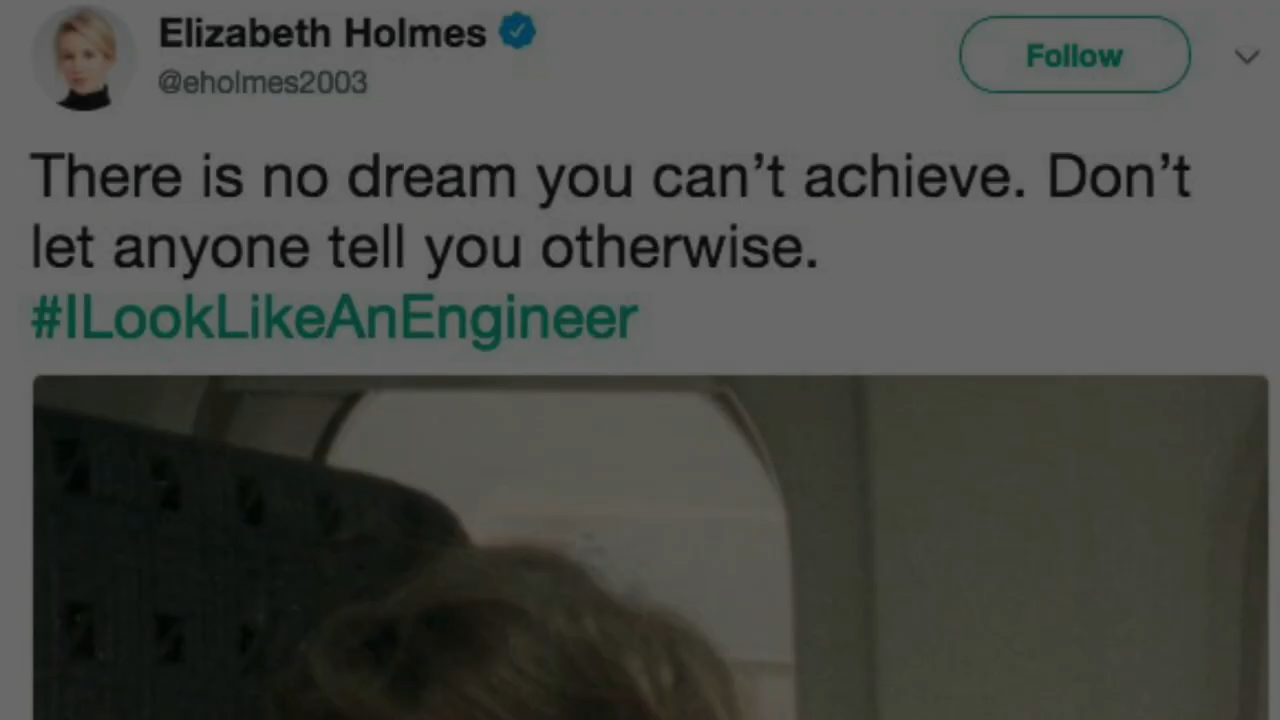 Elizabeth Holmes
@eholmes2003
Follow
There is no dream you can’t achieve. Don’t
let anyone tell you otherwise.
#ILookLikeAnEngineer